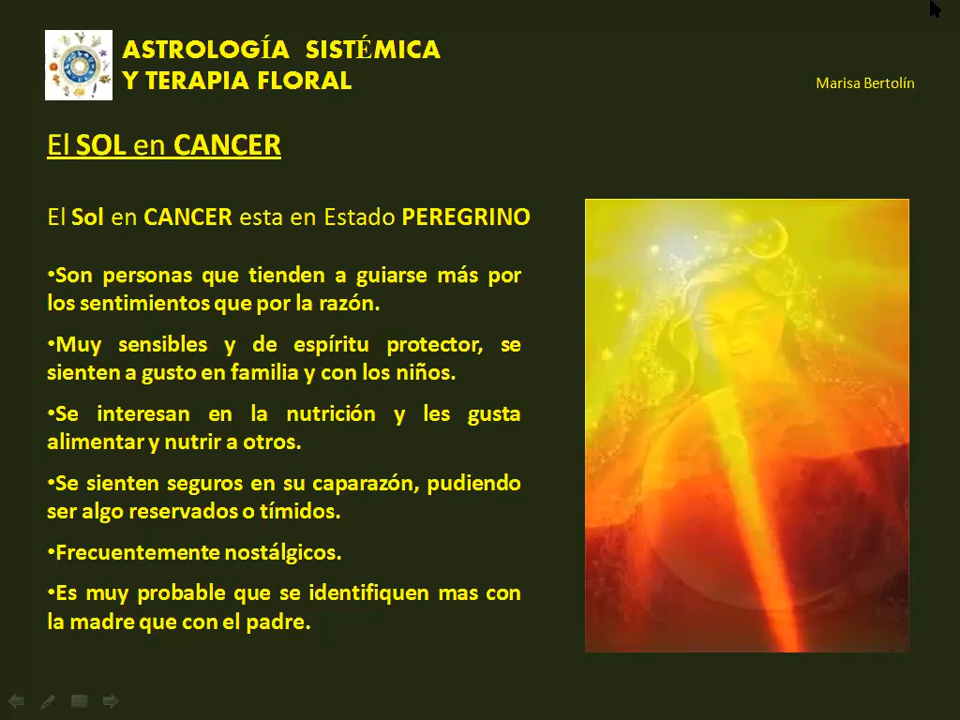 ASTROLOGÍA SISTÉMICA
Y TERAPIA FLORAL
Marisa Bertolín
El SOL en CANCER
El Sol en CANCER esta en Estado PEREGRINO
•Son personas que tienden a guiarse más por
los sentimientos que por la razón.
•Muy sensibles y de espíritu protector, se
sienten a gusto en familia y con los niños.
•Se interesan en la nutrición y les gusta
alimentar y nutrir a otros.
•Se sienten seguros en su caparazón, pudiendo
ser algo reservados o tímidos.
•Frecuentemente nostálgicos.
•Es muy probable que se identifiquen mas con
la madre que con el padre.